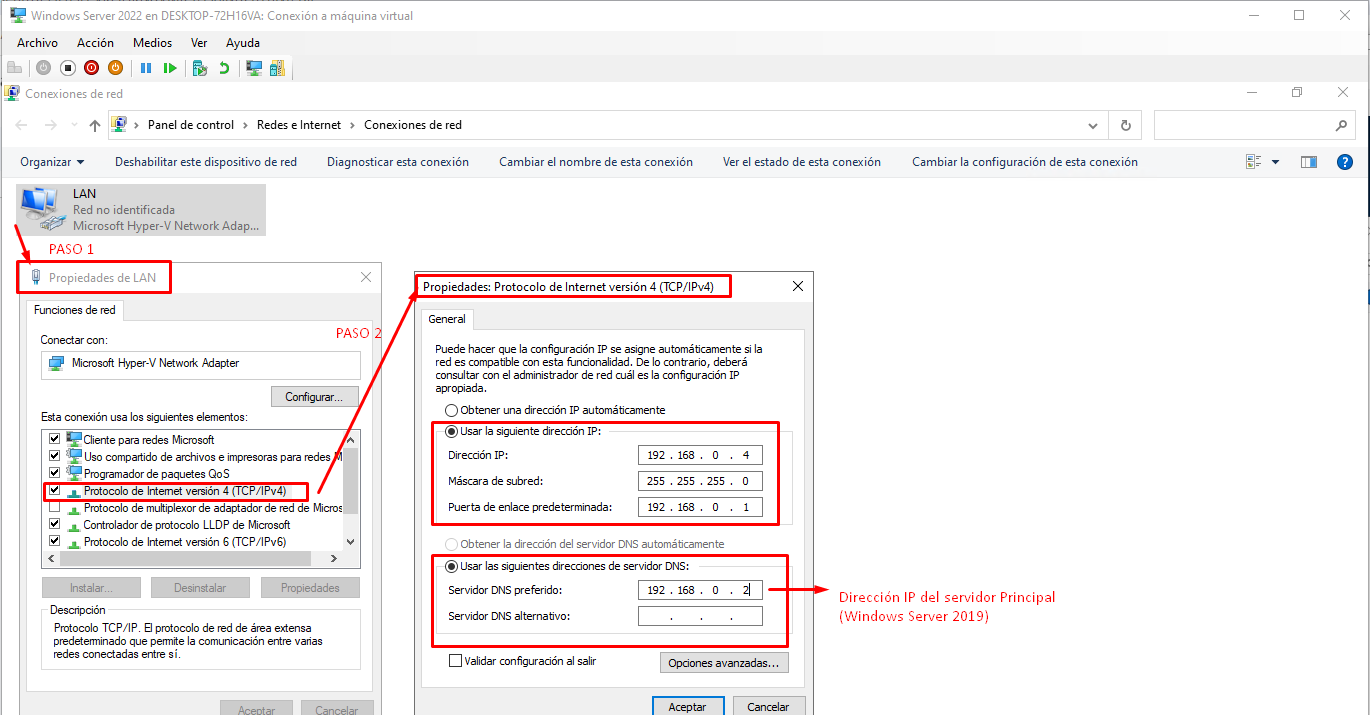 Windows Server 2022 en DESKTOP-72H16VA: Conexión a máquina virtual
Archivo Acción Medios Ver Ayuda
Conexiones de red
Panel de control > Redes e Internet > Conexiones de red
Organizar Deshabilitar este dispositivo de red Diagnosticar esta conexión Cambiar el nombre de esta conexión Ver el estado de esta conexión Cambiar la configuración de esta conexión
LAN
Red no identificada
Microsoft Hyper-V Network Adap...
PASO 1
Propiedades de LAN
Funciones de red
PASO 2
Conectar con:
Microsoft Hyper-V Network Adapter
Configurar...
Esta conexión usa los siguientes elementos:
Cliente para redes Microsoft
Uso compartido de archivos e impresoras para redes M
Programador de paquetes QoS
Protocolo de Internet versión 4 (TCP/IPv4)
Protocolo de multiplexor de adaptador de red de Micros
Controlador de protocolo LLDP de Microsoft
Protocolo de Internet versión 6 (TCP/IPv6)
Instalar... Desinstalar Propiedades
Descripción
Protocolo TCP/IP. El protocolo de red de área extensa
predeterminado que permite la comunicación entre varias
redes conectadas entre sí.
Aceptar Cancelar
Propiedades: Protocolo de Internet versión 4 (TCP/IPv4)
General
Puede hacer que la configuración IP se asigne automáticamente si la
red es compatible con esta funcionalidad. De lo contrario, deberá
consultar con el administrador de red cuál es la configuración IP
apropiada.
Obtener una dirección IP automáticamente
Usar la siguiente dirección IP:
Dirección IP: 192 . 168 . 0 . 4
Máscara de subred: 255 . 255 . 255 . 0
Puerta de enlace predeterminada: 192 . 168 . 0 . 1
Obtener la dirección del servidor DNS automáticamente
Usar las siguientes direcciones de servidor DNS:
Servidor DNS preferido: 192 . 168 . 0 . 2
Servidor DNS alternativo: . . .
Validar configuración al salir
Opciones avanzadas...
Aceptar Cancelar
Dirección IP del servidor Principal
(Windows Server 2019)